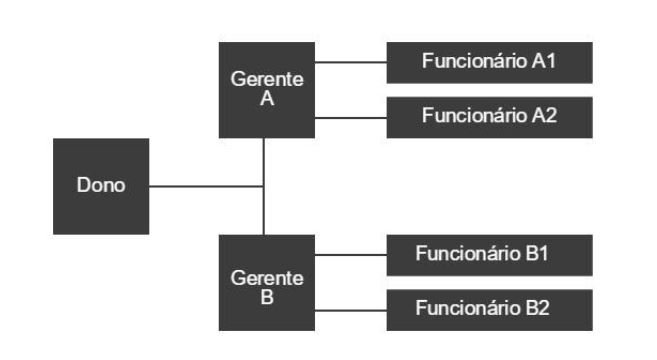 Dono
Gerente
A
Funcionário A1
Funcionário A2
Gerente
B
Funcionário B1
Funcionário B2